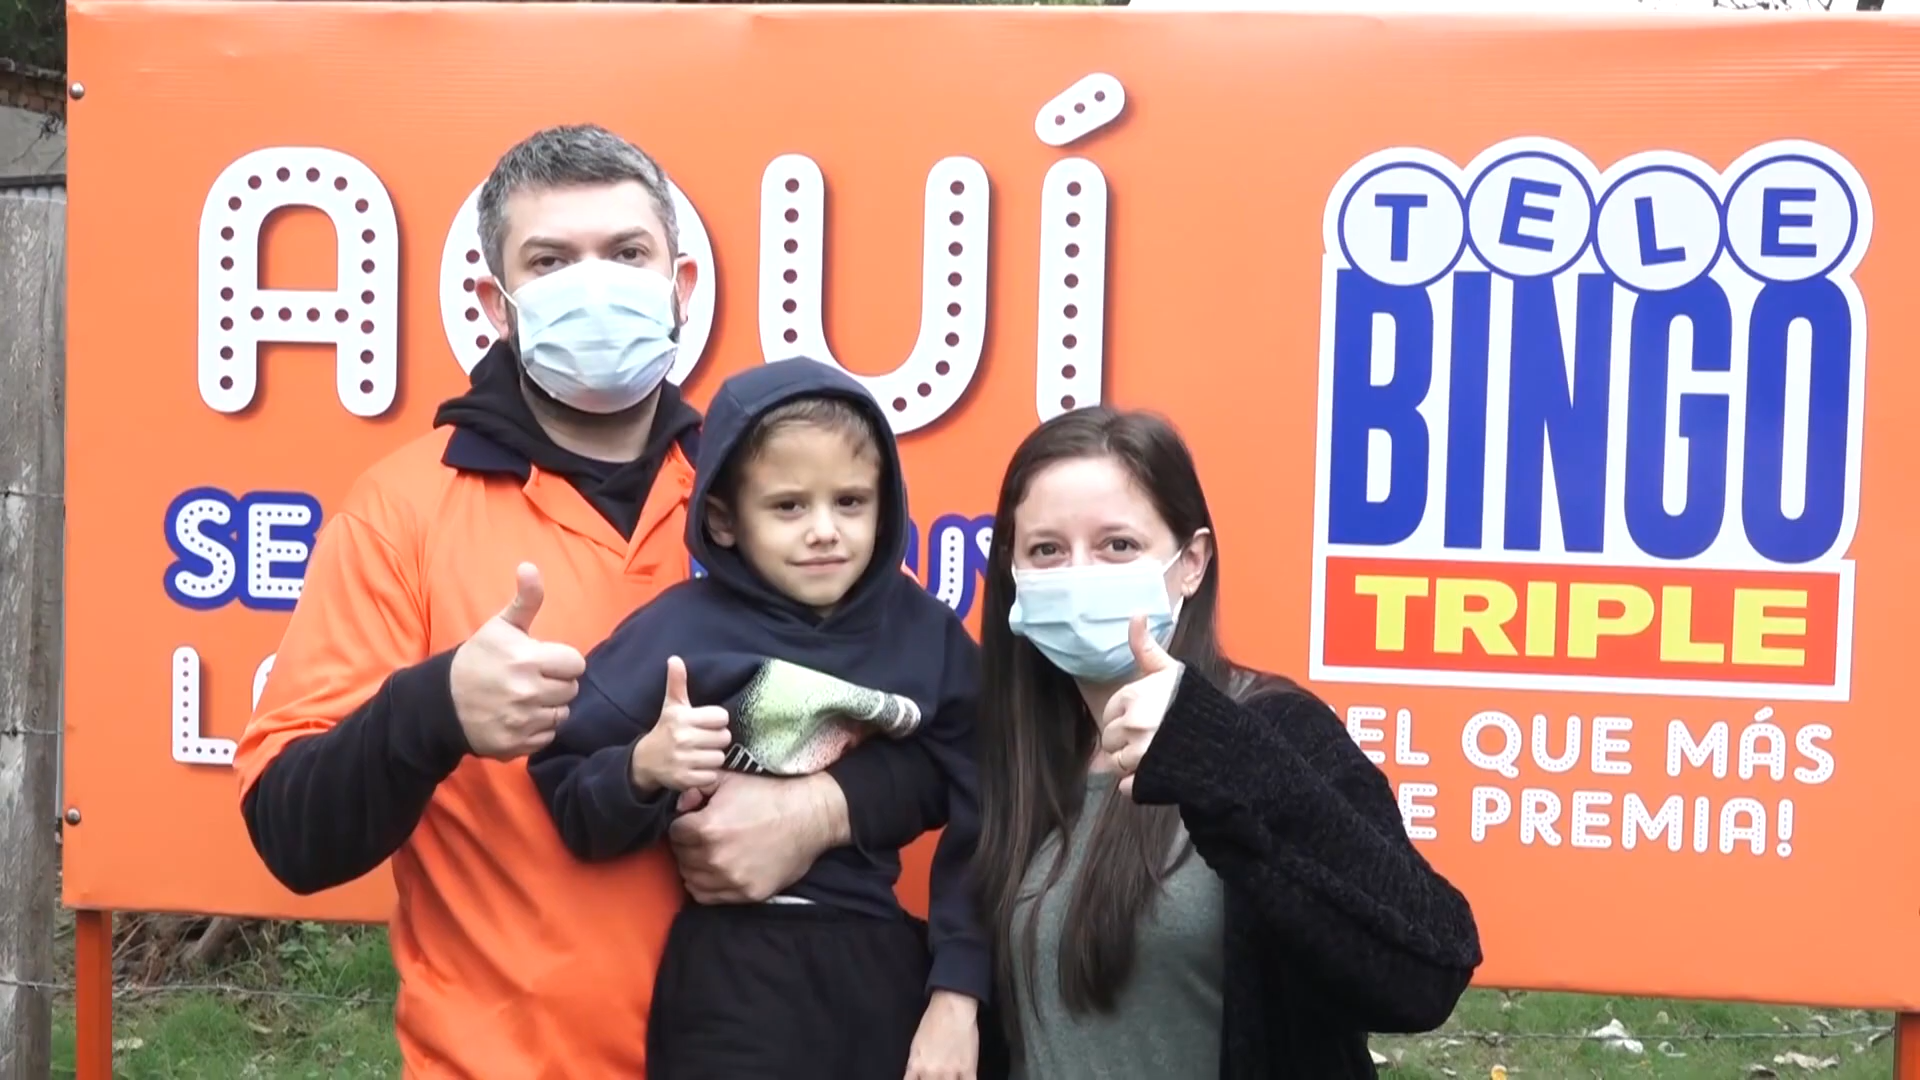 AQUÍ
SE
TELE
BINGO
TRIPLE
EL QUE MÁS
PREMIA!